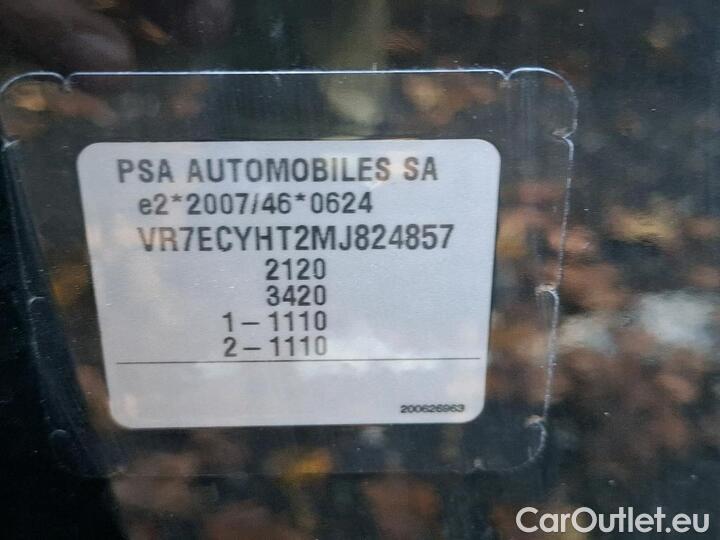 PSA AUTOMOBILES SA
e2*2007/46*0624
VR7ECYHT2MJ824857
2120
3420
1-1110
2-1110
200626963
CarOutlet.eu